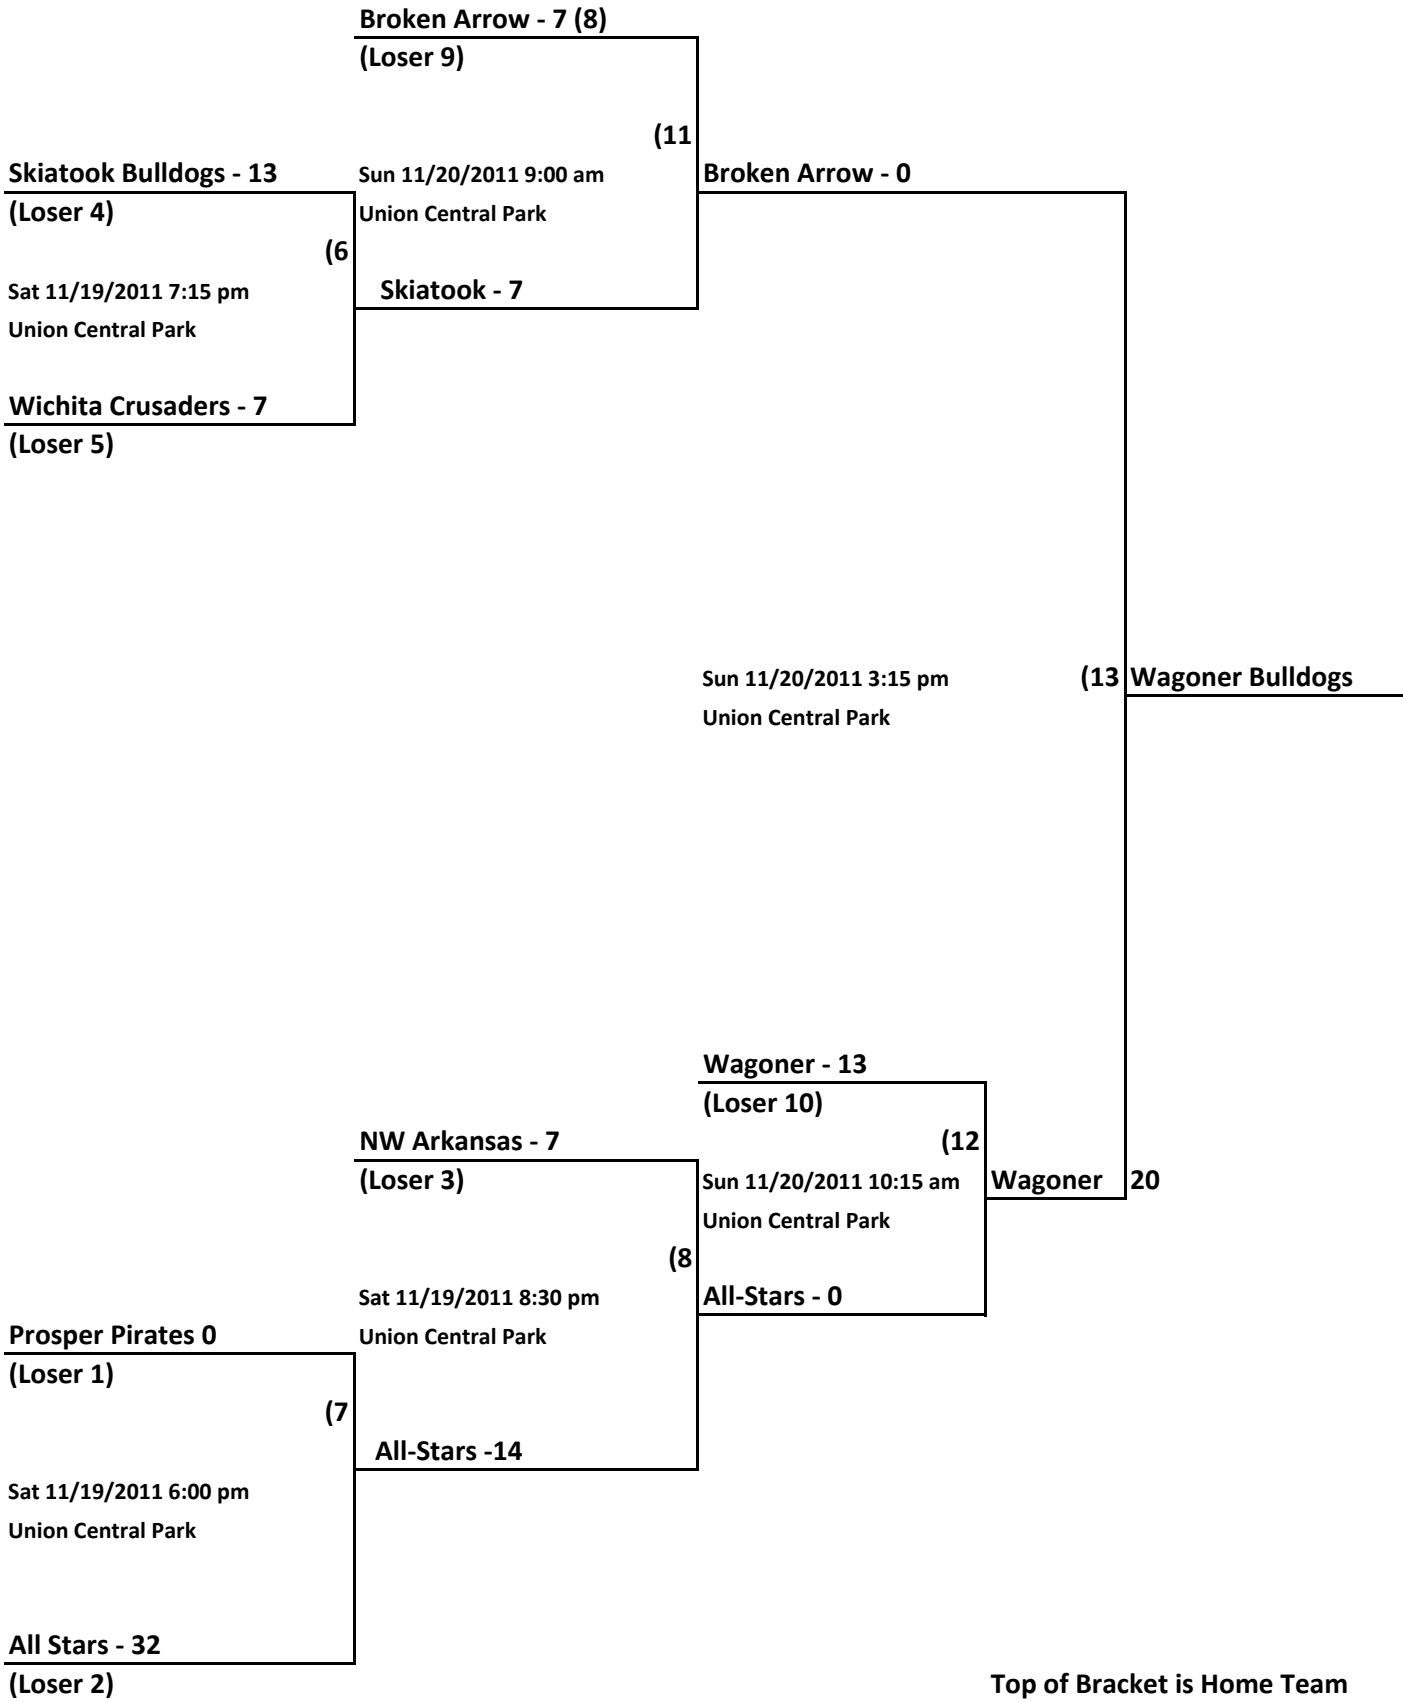 Broken Arrow - 7 (8)
(Loser 9)
(11
Skiatook Bulldogs - 13
Sun 11/20/2011 9:00 am
Broken Arrow - 0
(Loser 4)
Union Central Park
(6
Sat 11/19/2011 7:15 pm
Skiatook - 7
Union Central Park
Wichita Crusaders - 7
(Loser 5)
Sun 11/20/2011 3:15 pm
(13
Wagoner Bulldogs
Union Central Park
Wagoner - 13
(Loser 10)
NW Arkansas - 7
(12
(Loser 3)
Sun 11/20/2011 10:15 am
Wagoner
20
Union Central Park
(8
Sat 11/19/2011 8:30 pm
All-Stars - 0
Prosper Pirates 0
Union Central Park
(Loser 1)
(7
All-Stars -14
Sat 11/19/2011 6:00 pm
Union Central Park
All Stars - 32
(Loser 2)
Top of Bracket is Home Team